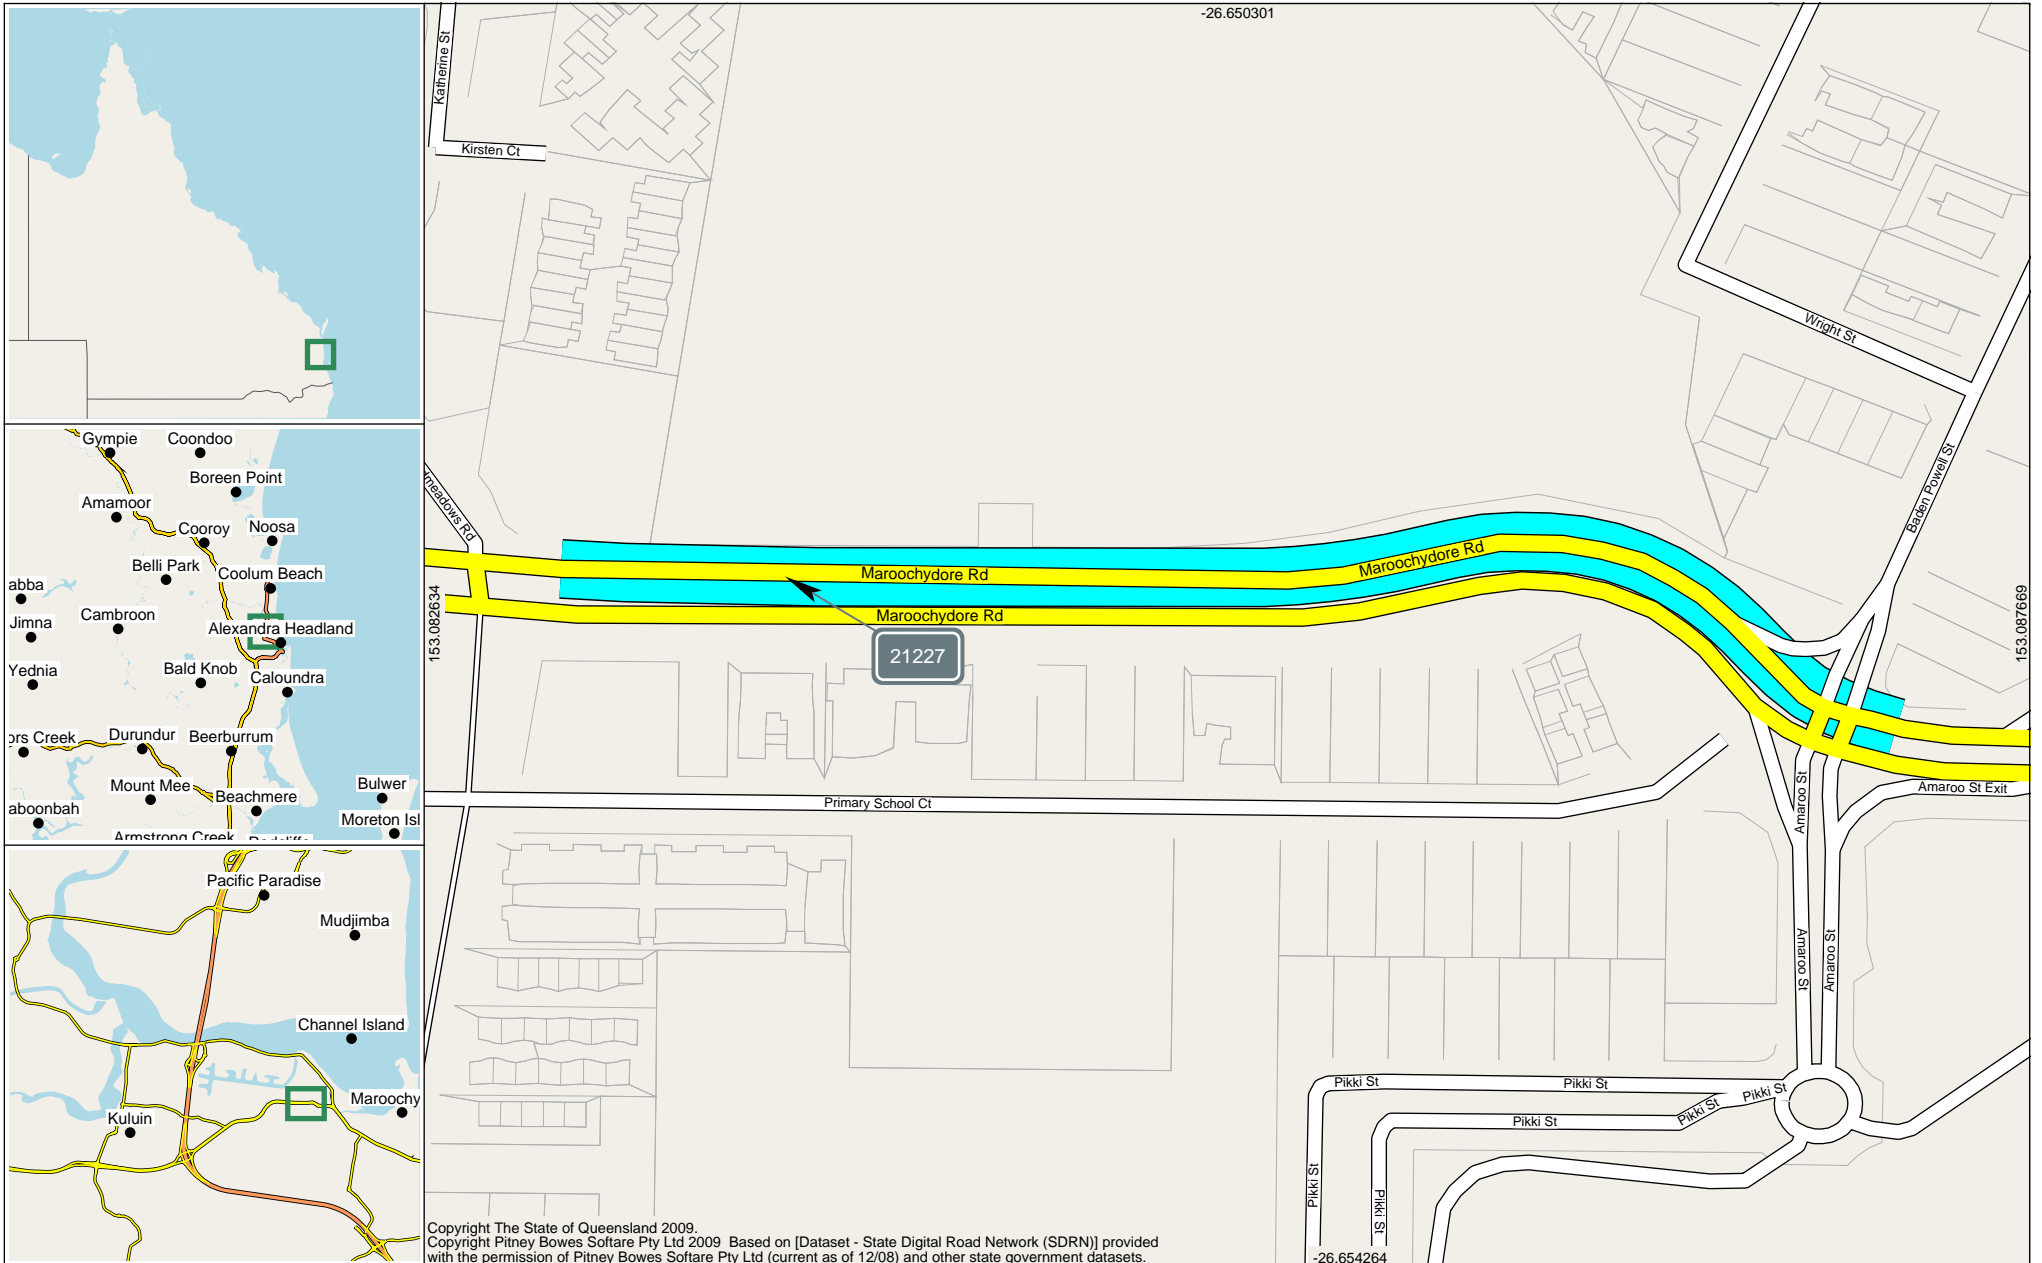 -26.650301
Katherine St
Kirsten Ct
Wright St
Baden Powell St
dmeadows Rd
153.082634
153.087669
Maroochydore Rd
Maroochydore Rd
Maroochydore Rd
21227
Primary School Ct
Amaroo St
Amaroo St Exit
Amaroo St
Amaroo St
Pikki St
Pikki St
Pikki St
Pikki St
Pikki St
Pikki St
Pikki St
-26.654264
Gympie
Coondoo
Boreen Point
Amamoor
Cooroy
Noosa
Belli Park
Coolum Beach
abba
Jimna
Cambroon
Alexandra Headland
Yednia
Bald Knob
Caloundra
ors Creek
Durundur
Beerburrum
Mount Mee
Beachmere
Bulwer
aboonbah
Moreton Isl
Armstrong Creek
Pacific Paradise
Mudjimba
Channel Island
Maroochy
Kuluin
Copyright The State of Queensland 2009.
Copyright Pitney Bowes Softare Pty Ltd 2009 Based on [Dataset - State Digital Road Network (SDRN)] provided
with the permission of Pitney Bowes Softare Pty Ltd (current as of 12/08) and other state government datasets.